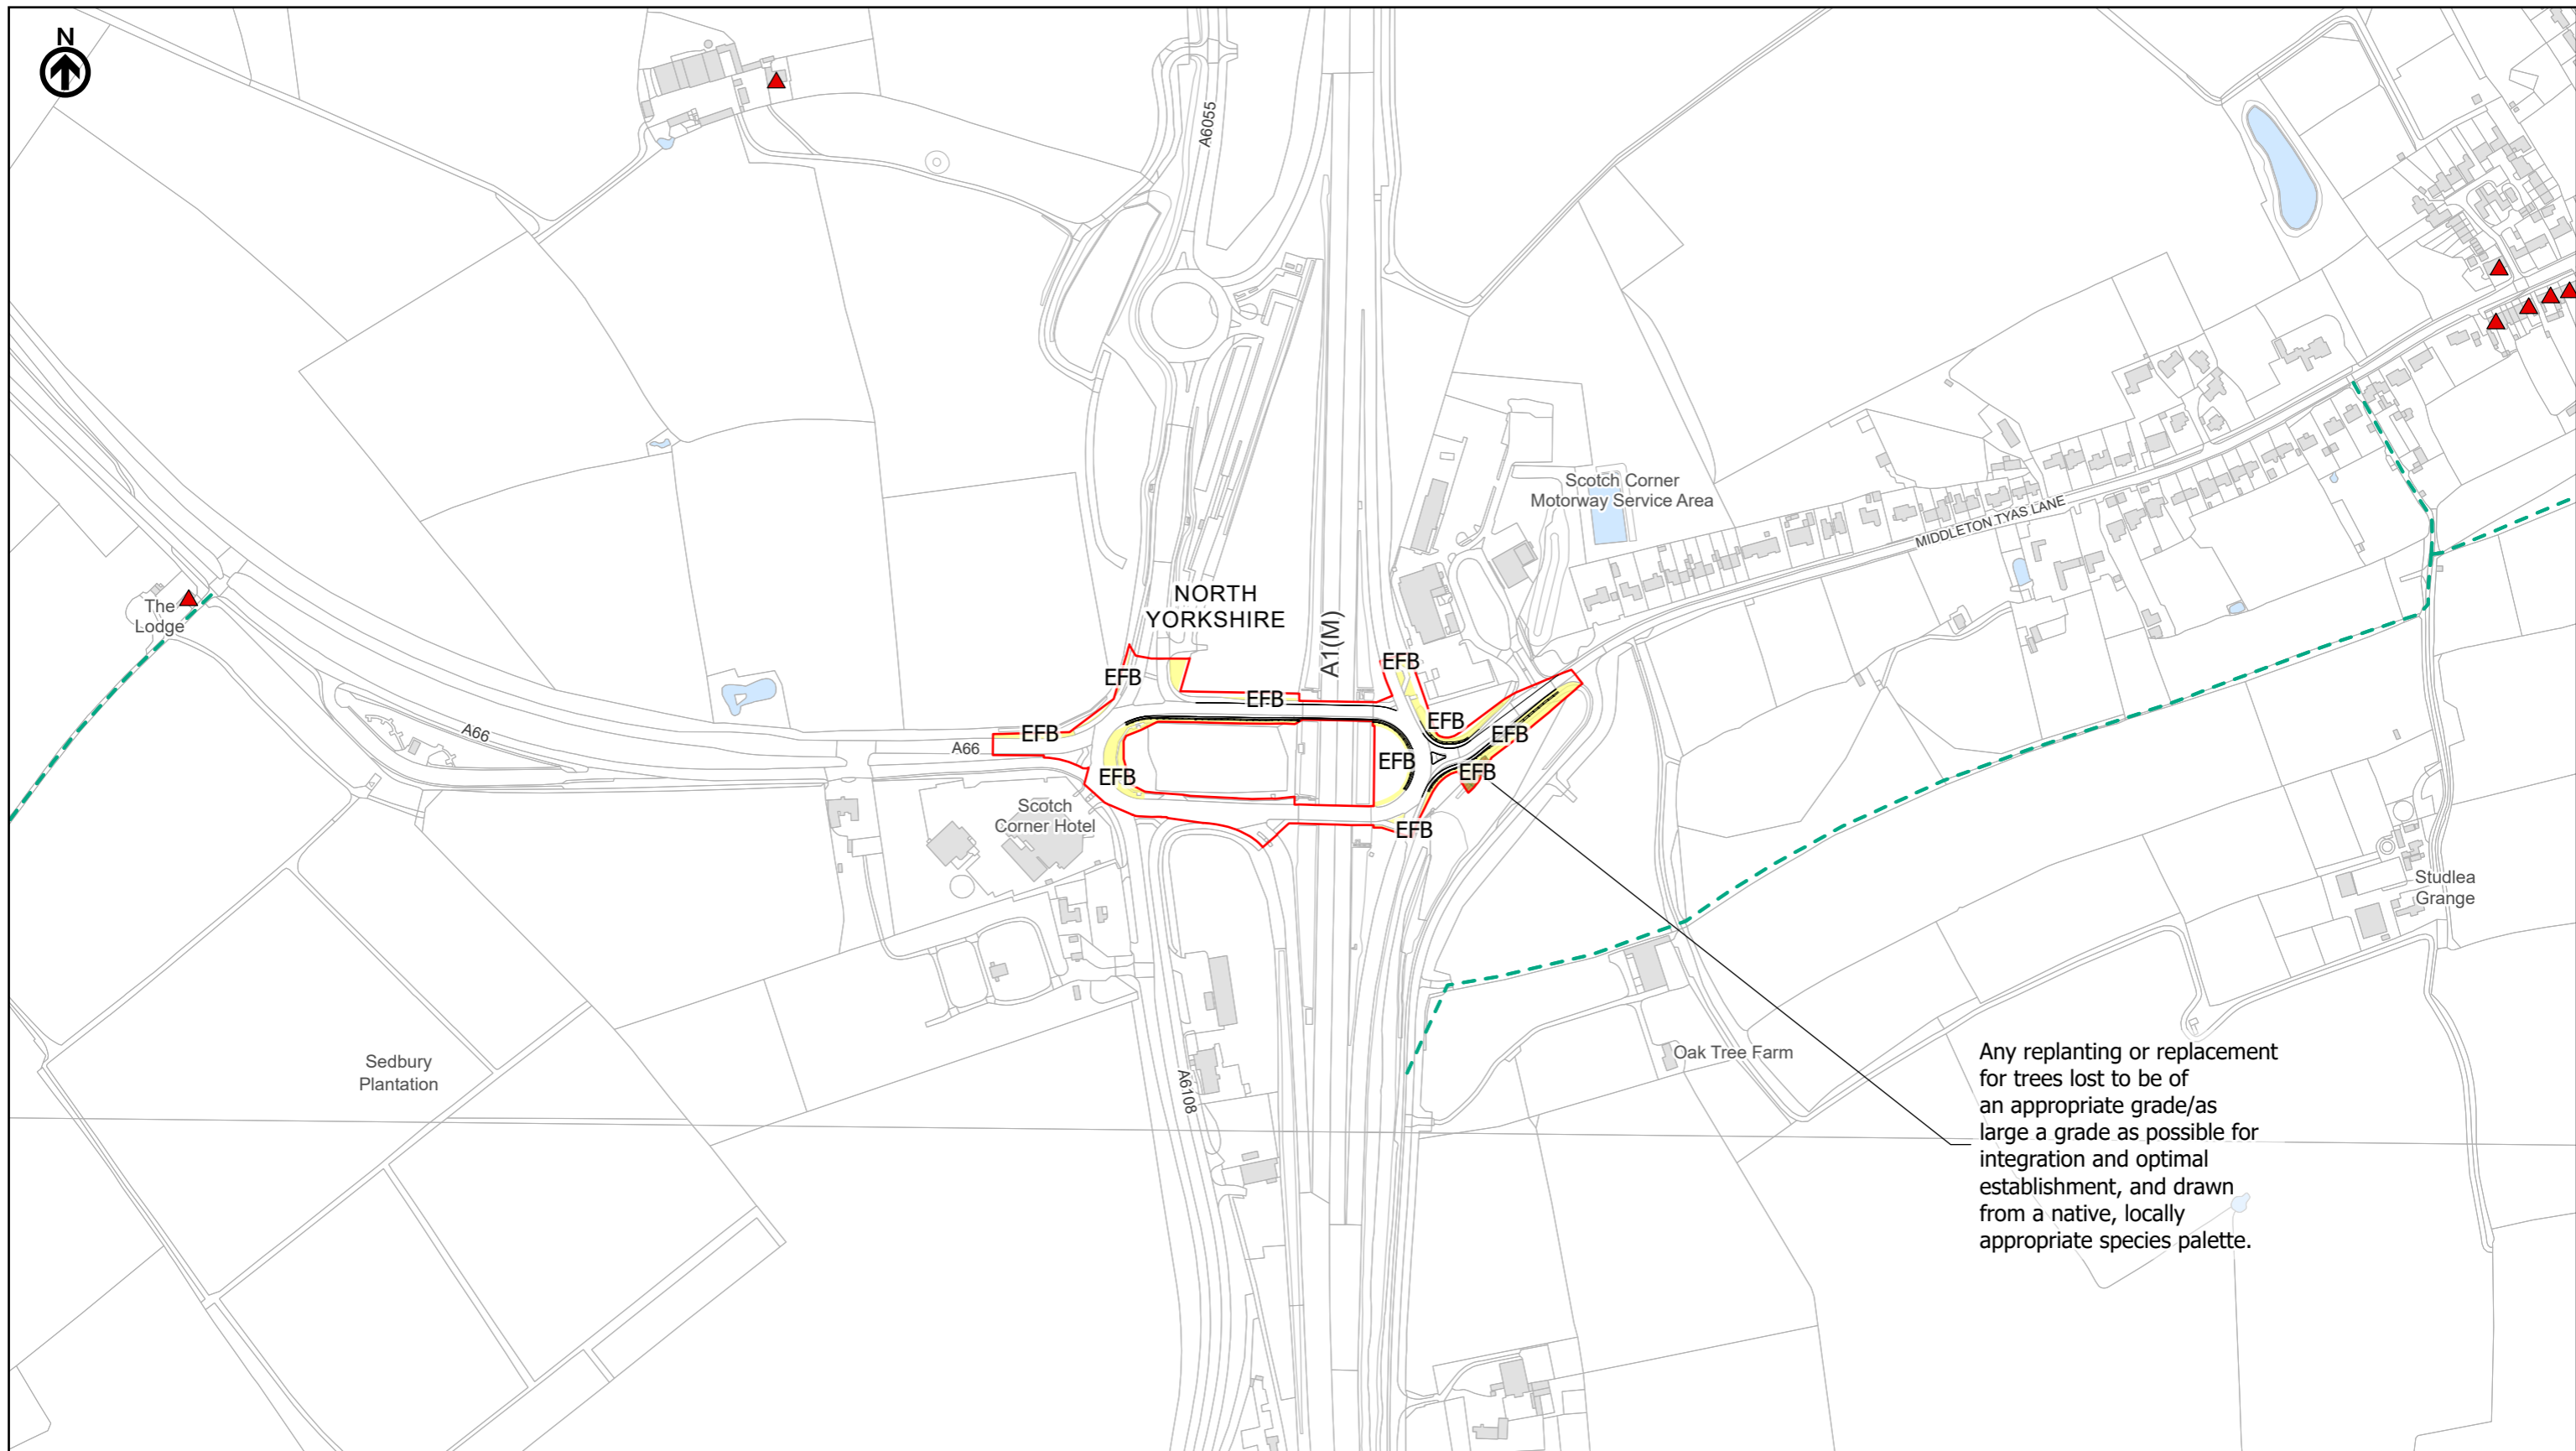 N
A6055
Scotch Corner
Motorway Service Area
MIDDLETON TYAS LANE
NORTH
YORKSHIRE
The
Lodge
A1(M)
EFB
EFB
EFB
EFB
EFB
EFB
A66
A66
EFB
EFB
EFB
EFB
Scotch
Corner Hotel
Studlea
Grange
Sedbury
Plantation
A6108
Oak Tree Farm
Any replanting or replacement
for trees lost to be of
an appropriate grade/as
large a grade as possible for
integration and optimal
establishment, and drawn
from a native, locally
appropriate species palette.